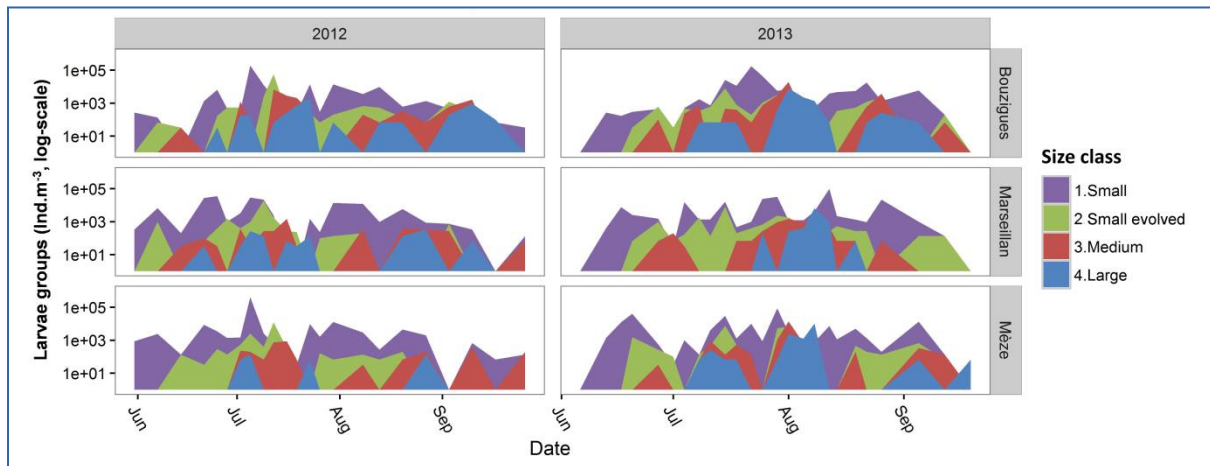 2012
2013
Larvae groups (Ind.m-³, log-scale)
1e+05
1e+03
1e+01
Bouzigues
1e+05
1e+03
1e+01
Marseillan
1e+05
1e+03
1e+01
Mèze
Jun
Jul
Aug
Sep
Jun
Jul
Aug
Sep
Date
Size class
1.Small
2 Small evolved
3.Medium
4.Large